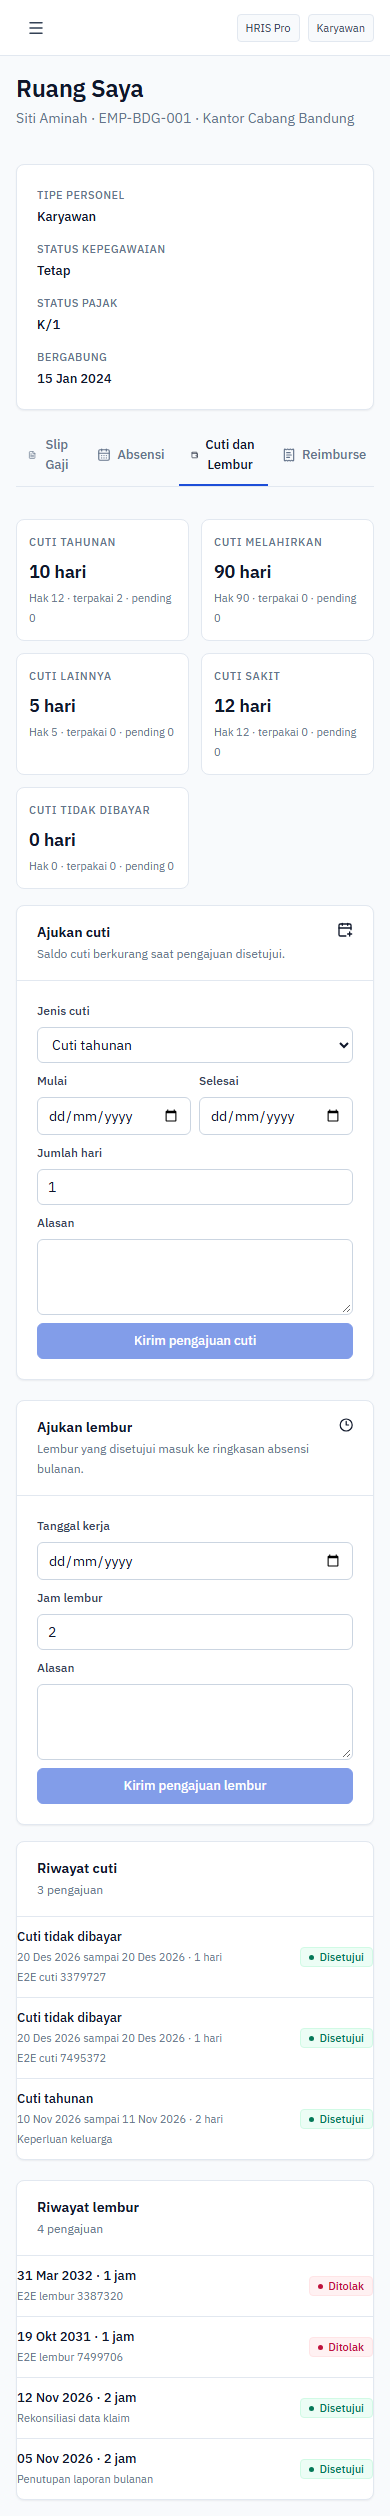 HRIS Pro
Karyawan
Ruang Saya
Siti Aminah · EMP-BDG-001 · Kantor Cabang Bandung
TIPE PERSONEL
Karyawan
STATUS KEPEGAWAIAN
Tetap
STATUS PAJAK
K/1
BERGABUNG
15 Jan 2024
Slip
Gaji
Absensi
Cuti dan
Lembur
Reimburse
CUTI TAHUNAN
10 hari
Hak 12 · terpakai 2 · pending
0
CUTI MELAHIRKAN
90 hari
Hak 90 · terpakai 0 · pending
0
CUTI LAINNYA
5 hari
Hak 5 · terpakai 0 · pending 0
CUTI SAKIT
12 hari
Hak 12 · terpakai 0 · pending
0
CUTI TIDAK DIBAYAR
0 hari
Hak 0 · terpakai 0 · pending 0
Ajukan cuti
Saldo cuti berkurang saat pengajuan disetujui.
Jenis cuti
Cuti tahunan
Mulai
Selesai
dd/mm/yyyy
dd/mm/yyyy
Jumlah hari
1
Alasan
Kirim pengajuan cuti
Ajukan lembur
Lembur yang disetujui masuk ke ringkasan absensi
bulanan.
Tanggal kerja
dd/mm/yyyy
Jam lembur
2
Alasan
Kirim pengajuan lembur
Riwayat cuti
3 pengajuan
Cuti tidak dibayar
20 Des 2026 sampai 20 Des 2026 · 1 hari
E2E cuti 3379727
Disetujui
Cuti tidak dibayar
20 Des 2026 sampai 20 Des 2026 · 1 hari
E2E cuti 7495372
Disetujui
Cuti tahunan
10 Nov 2026 sampai 11 Nov 2026 · 2 hari
Keperluan keluarga
Disetujui
Riwayat lembur
4 pengajuan
31 Mar 2032 · 1 jam
E2E lembur 3387320
Ditolak
19 Okt 2031 · 1 jam
E2E lembur 7499706
Ditolak
12 Nov 2026 · 2 jam
Rekonsiliasi data klaim
Disetujui
05 Nov 2026 · 2 jam
Penutupan laporan bulanan
Disetujui